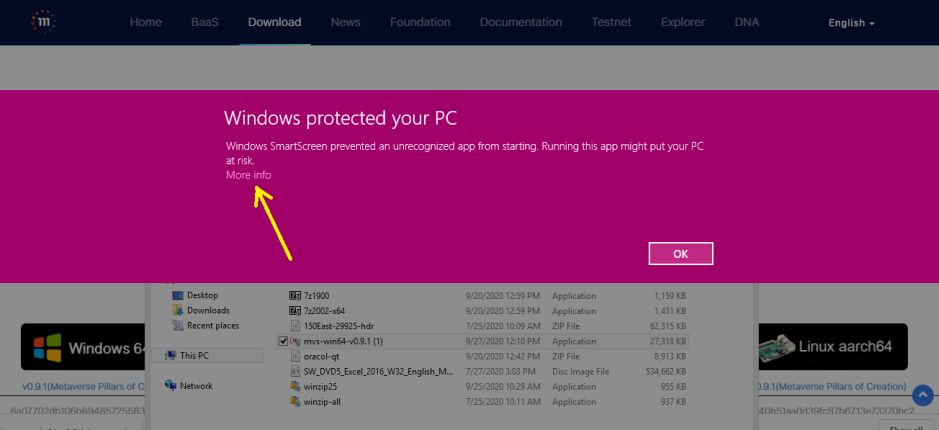 m Home BaaS Download News Foundation Documentation Testnet Explorer DNA English
Windows protected your PC
Windows SmartScreen prevented an unrecognized app from starting. Running this app might put your PC
at risk.
More info
OK
Desktop
Downloads
Recent places
This PC
Network
7z1900 9/20/2020 12:59 PM Application 1,159 KB
7z2002-x64 9/20/2020 12:59 PM Application 1,431 KB
150East-29925-hdr 7/25/2020 10:09 AM ZIP File 62,315 KB
mvs-win64-v0.9.1 (1) 9/27/2020 12:10 PM Application 27,318 KB
oracol-qt 9/20/2020 12:42 PM ZIP File 8,913 KB
SW_DVD5_Excel_2016_W32_English_M... 7/27/2020 3:03 PM Disc Image File 534,662 KB
winzip25 9/25/2020 10:29 AM Application 955 KB
winzip-all 7/25/2020 10:11 AM Application 937 KB
Windows 64
v0.9.1(Metaverse Pillars of Creation)
Linux aarch64
0.9.1(Metaverse Pillars of Creation)